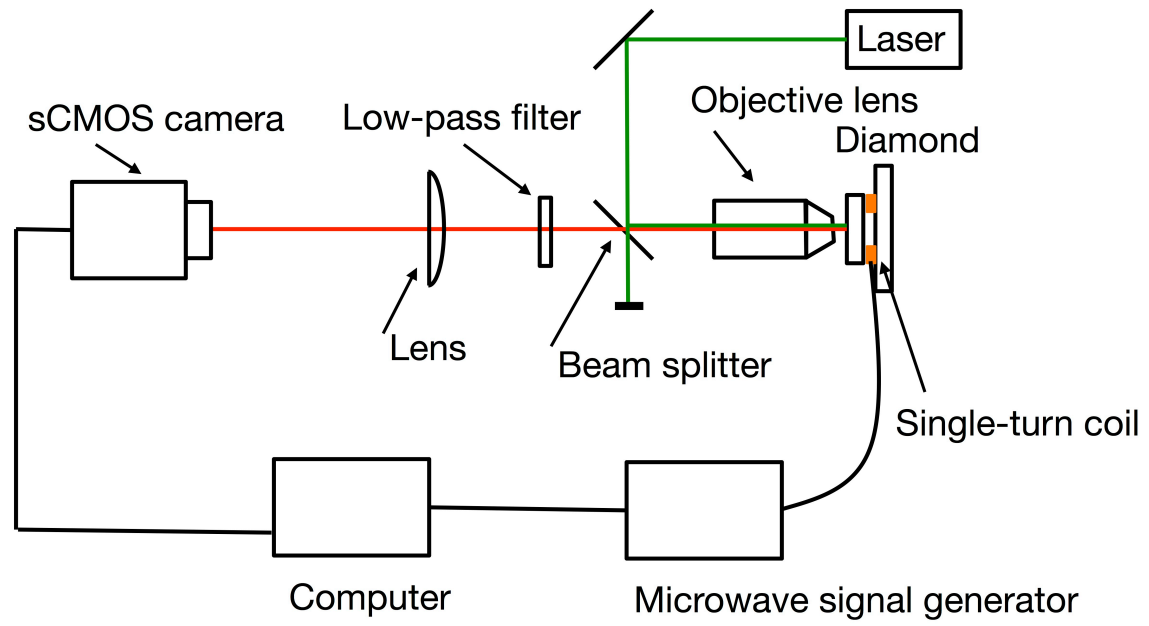 Laser
Objective lens
sCMOS camera
Low-pass filter
Diamond
Lens
Beam splitter
Single-turn coil
Computer
Microwave signal generator